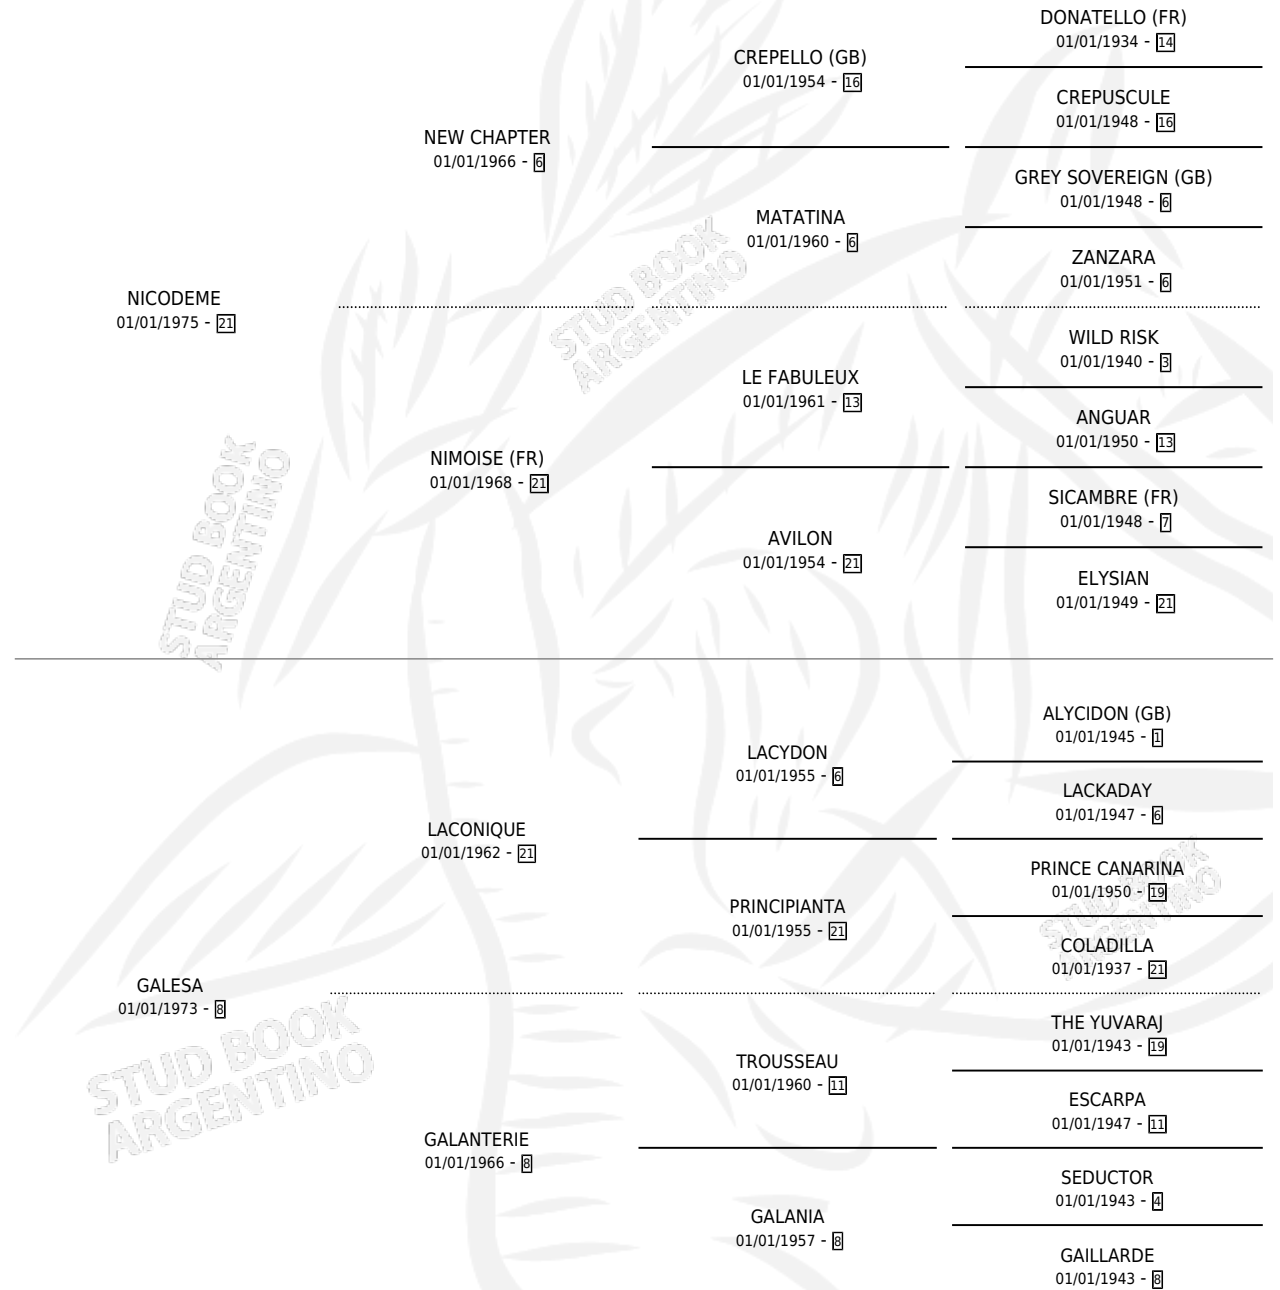 DONATELLO (FR)
01/01/1934 - 14
CREPELLO (GB)
01/01/1954 - 16
CREPUSCULE
01/01/1948 - 16
NEW CHAPTER
01/01/1966 - 6
GREY SOVEREIGN (GB)
01/01/1948 - 6
MATATINA
01/01/1960 - 6
ZANZARA
01/01/1951 - 6
NICODEME
01/01/1975 - 21
WILD RISK
01/01/1940 - 3
LE FABULEUX
01/01/1961 - 13
ANGUAR
01/01/1950 - 13
NIMOISE (FR)
01/01/1968 - 21
SICAMBRE (FR)
01/01/1948 - 7
AVILON
01/01/1954 - 21
ELYSIAN
01/01/1949 - 21
STUD BOOK
ARGENTINO
STUD BOOK
ARGENTINO
ALYCIDON (GB)
01/01/1945 - 1
LACYDON
01/01/1955 - 6
LACKADAY
01/01/1947 - 6
LACONIQUE
01/01/1962 - 21
PRINCE CANARINA
01/01/1950 - 19
PRINCIPIANTA
01/01/1955 - 21
COLADILLA
01/01/1937 - 21
GALESA
01/01/1973 - 8
THE YUVARAJ
01/01/1943 - 19
TROUSSEAU
01/01/1960 - 11
ESCARPA
01/01/1947 - 11
GALANTERIE
01/01/1966 - 8
SEDUCTOR
01/01/1943 - 4
GALANIA
01/01/1957 - 8
GAILLARDE
01/01/1943 - 8
STUD BOOK
ARGENTINO
STUD BOOK
ARGENTINO